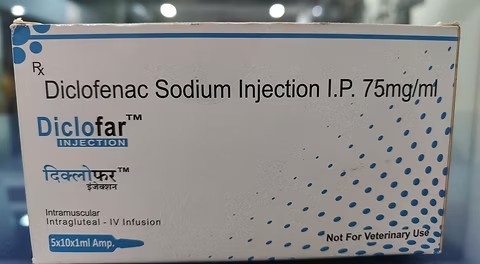 Rx
Diclofenac Sodium Injection I.P. 75mg/ml
Diclofar™
INJECTION
दिक्लोफर™
इंजेक्शन
Intramuscular
Intragluteal - IV Infusion
5x10x1ml Amp.
Not For Veterinary Use